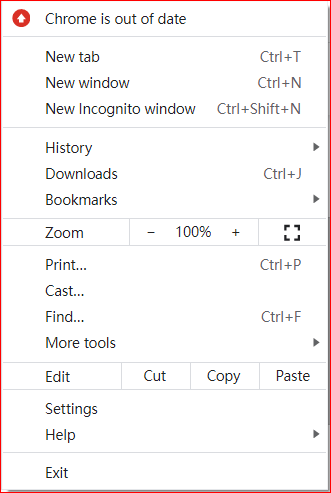 Chrome is out of date
New tab Ctrl+T
New window Ctrl+N
New Incognito window Ctrl+Shift+N
History
Downloads Ctrl+J
Bookmarks
Zoom − 100% +
Print... Ctrl+P
Cast...
Find... Ctrl+F
More tools
Edit Cut Copy Paste
Settings
Help
Exit